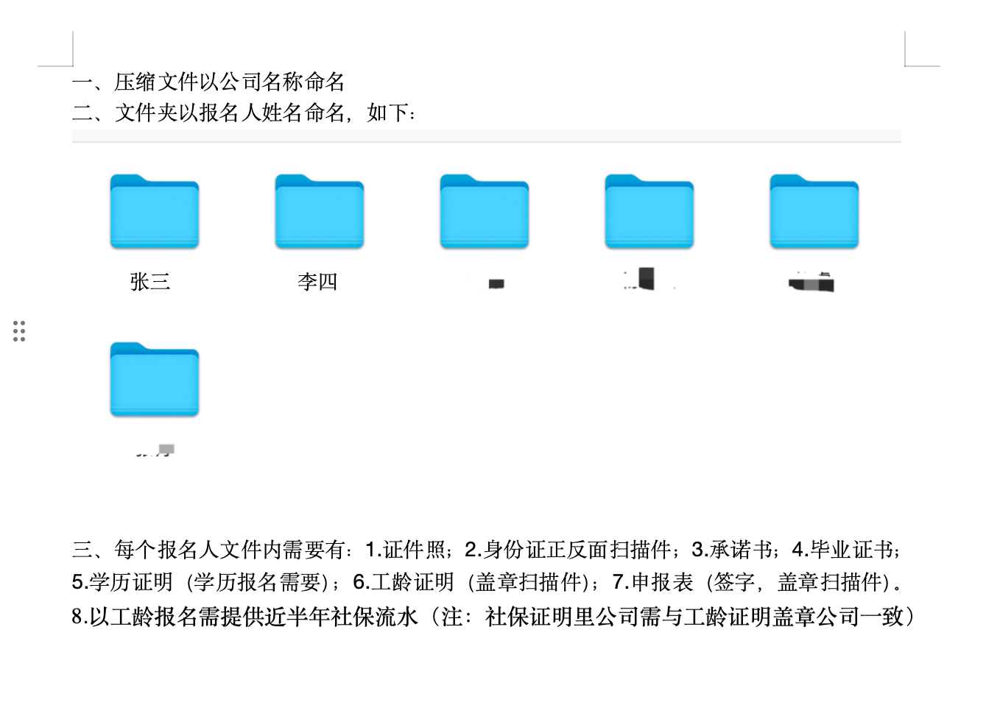 一、压缩文件以公司名称命名
二、文件夹以报名人姓名命名，如下：
张三
李四
三、每个报名人文件内需要有：1.证件照；2.身份证正反面扫描件；3.承诺书；4.毕业证书；
5.学历证明（学历报名需要）；6.工龄证明（盖章扫描件）；7.申报表（签字，盖章扫描件）。
8.以工龄报名需提供近半年社保流水（注：社保证明里公司需与工龄证明盖章公司一致）